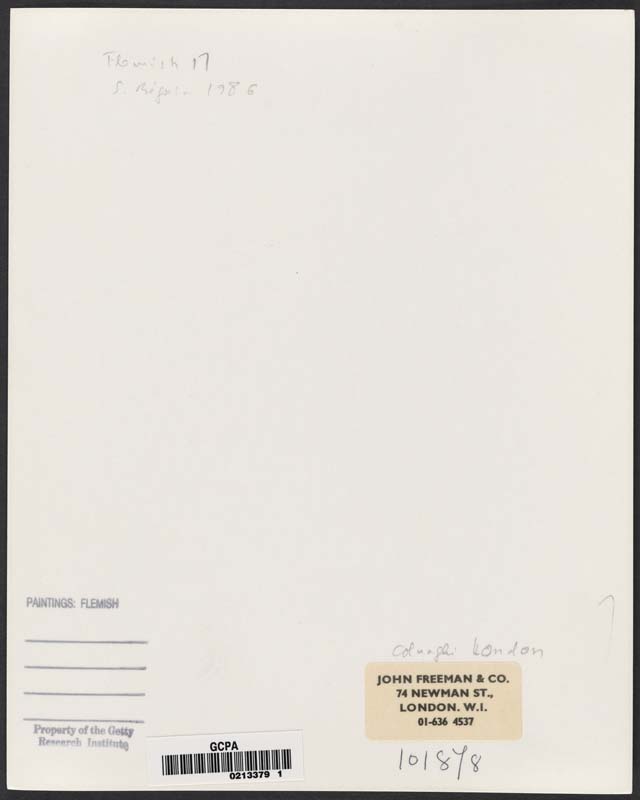 Flemish 17
S. Béguin 1986
PAINTINGS: FLEMISH
Property of the Getty
Research Institute
GCPA
0213379 1
Colnaghi London
JOHN FREEMAN & CO.
74 NEWMAN ST.,
LONDON. W.I.
01-636 4537
101878